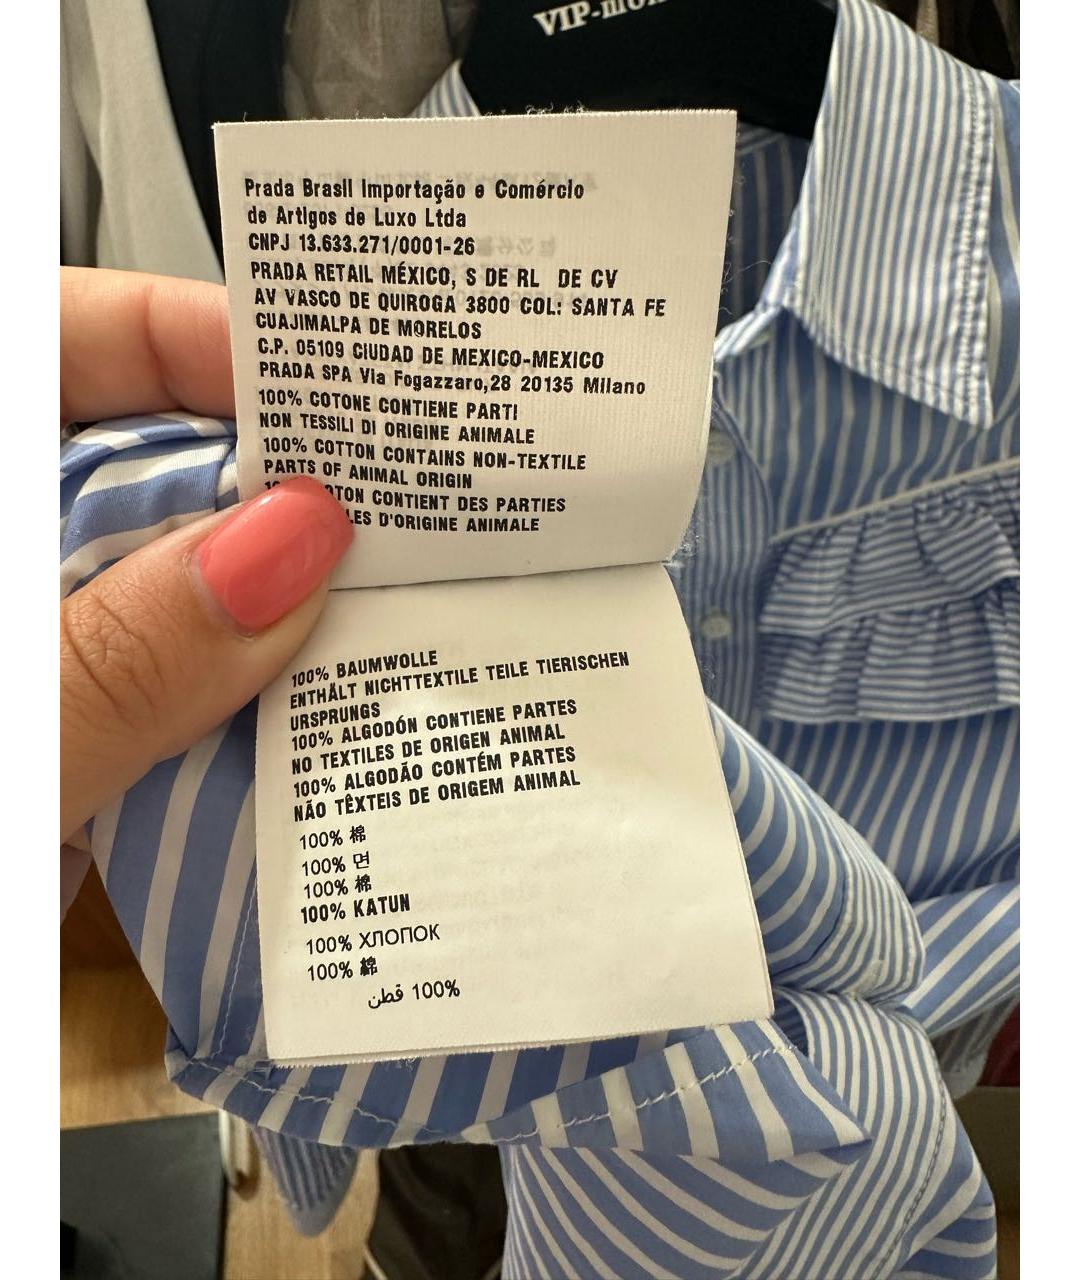 Prada Brasil Importação e Comércio
de Artigos de Luxo Ltda
CNPJ 13.633.271/0001-26
PRADA RETAIL MÉXICO, S DE RL DE CV
AV VASCO DE QUIROGA 3800 COL: SANTA FE
CUAJIMALPA DE MORELOS
C.P. 05109 CIUDAD DE MEXICO-MEXICO
PRADA SPA Via Fogazzaro,28 20135 Milano
100% COTONE CONTIENE PARTI
NON TESSILI DI ORIGINE ANIMALE
100% COTTON CONTAINS NON-TEXTILE
PARTS OF ANIMAL ORIGIN
CONTIENT DES PARTIES
D'ORIGINE ANIMALE
100% BAUMWOLLE
ENTHÄLT NICHTTEXTILE TEILE TIERISCHEN
URSPRUNGS
100% ALGODÓN CONTIENE PARTES
NO TEXTILES DE ORIGEN ANIMAL
100% ALGODÃO CONTÉM PARTES
NÃO TÊXTEIS DE ORIGEM ANIMAL
100% 棉
100% 면
100% 棉
100% KATUN
100% ХЛОПОК
100% 綿
100% قطن